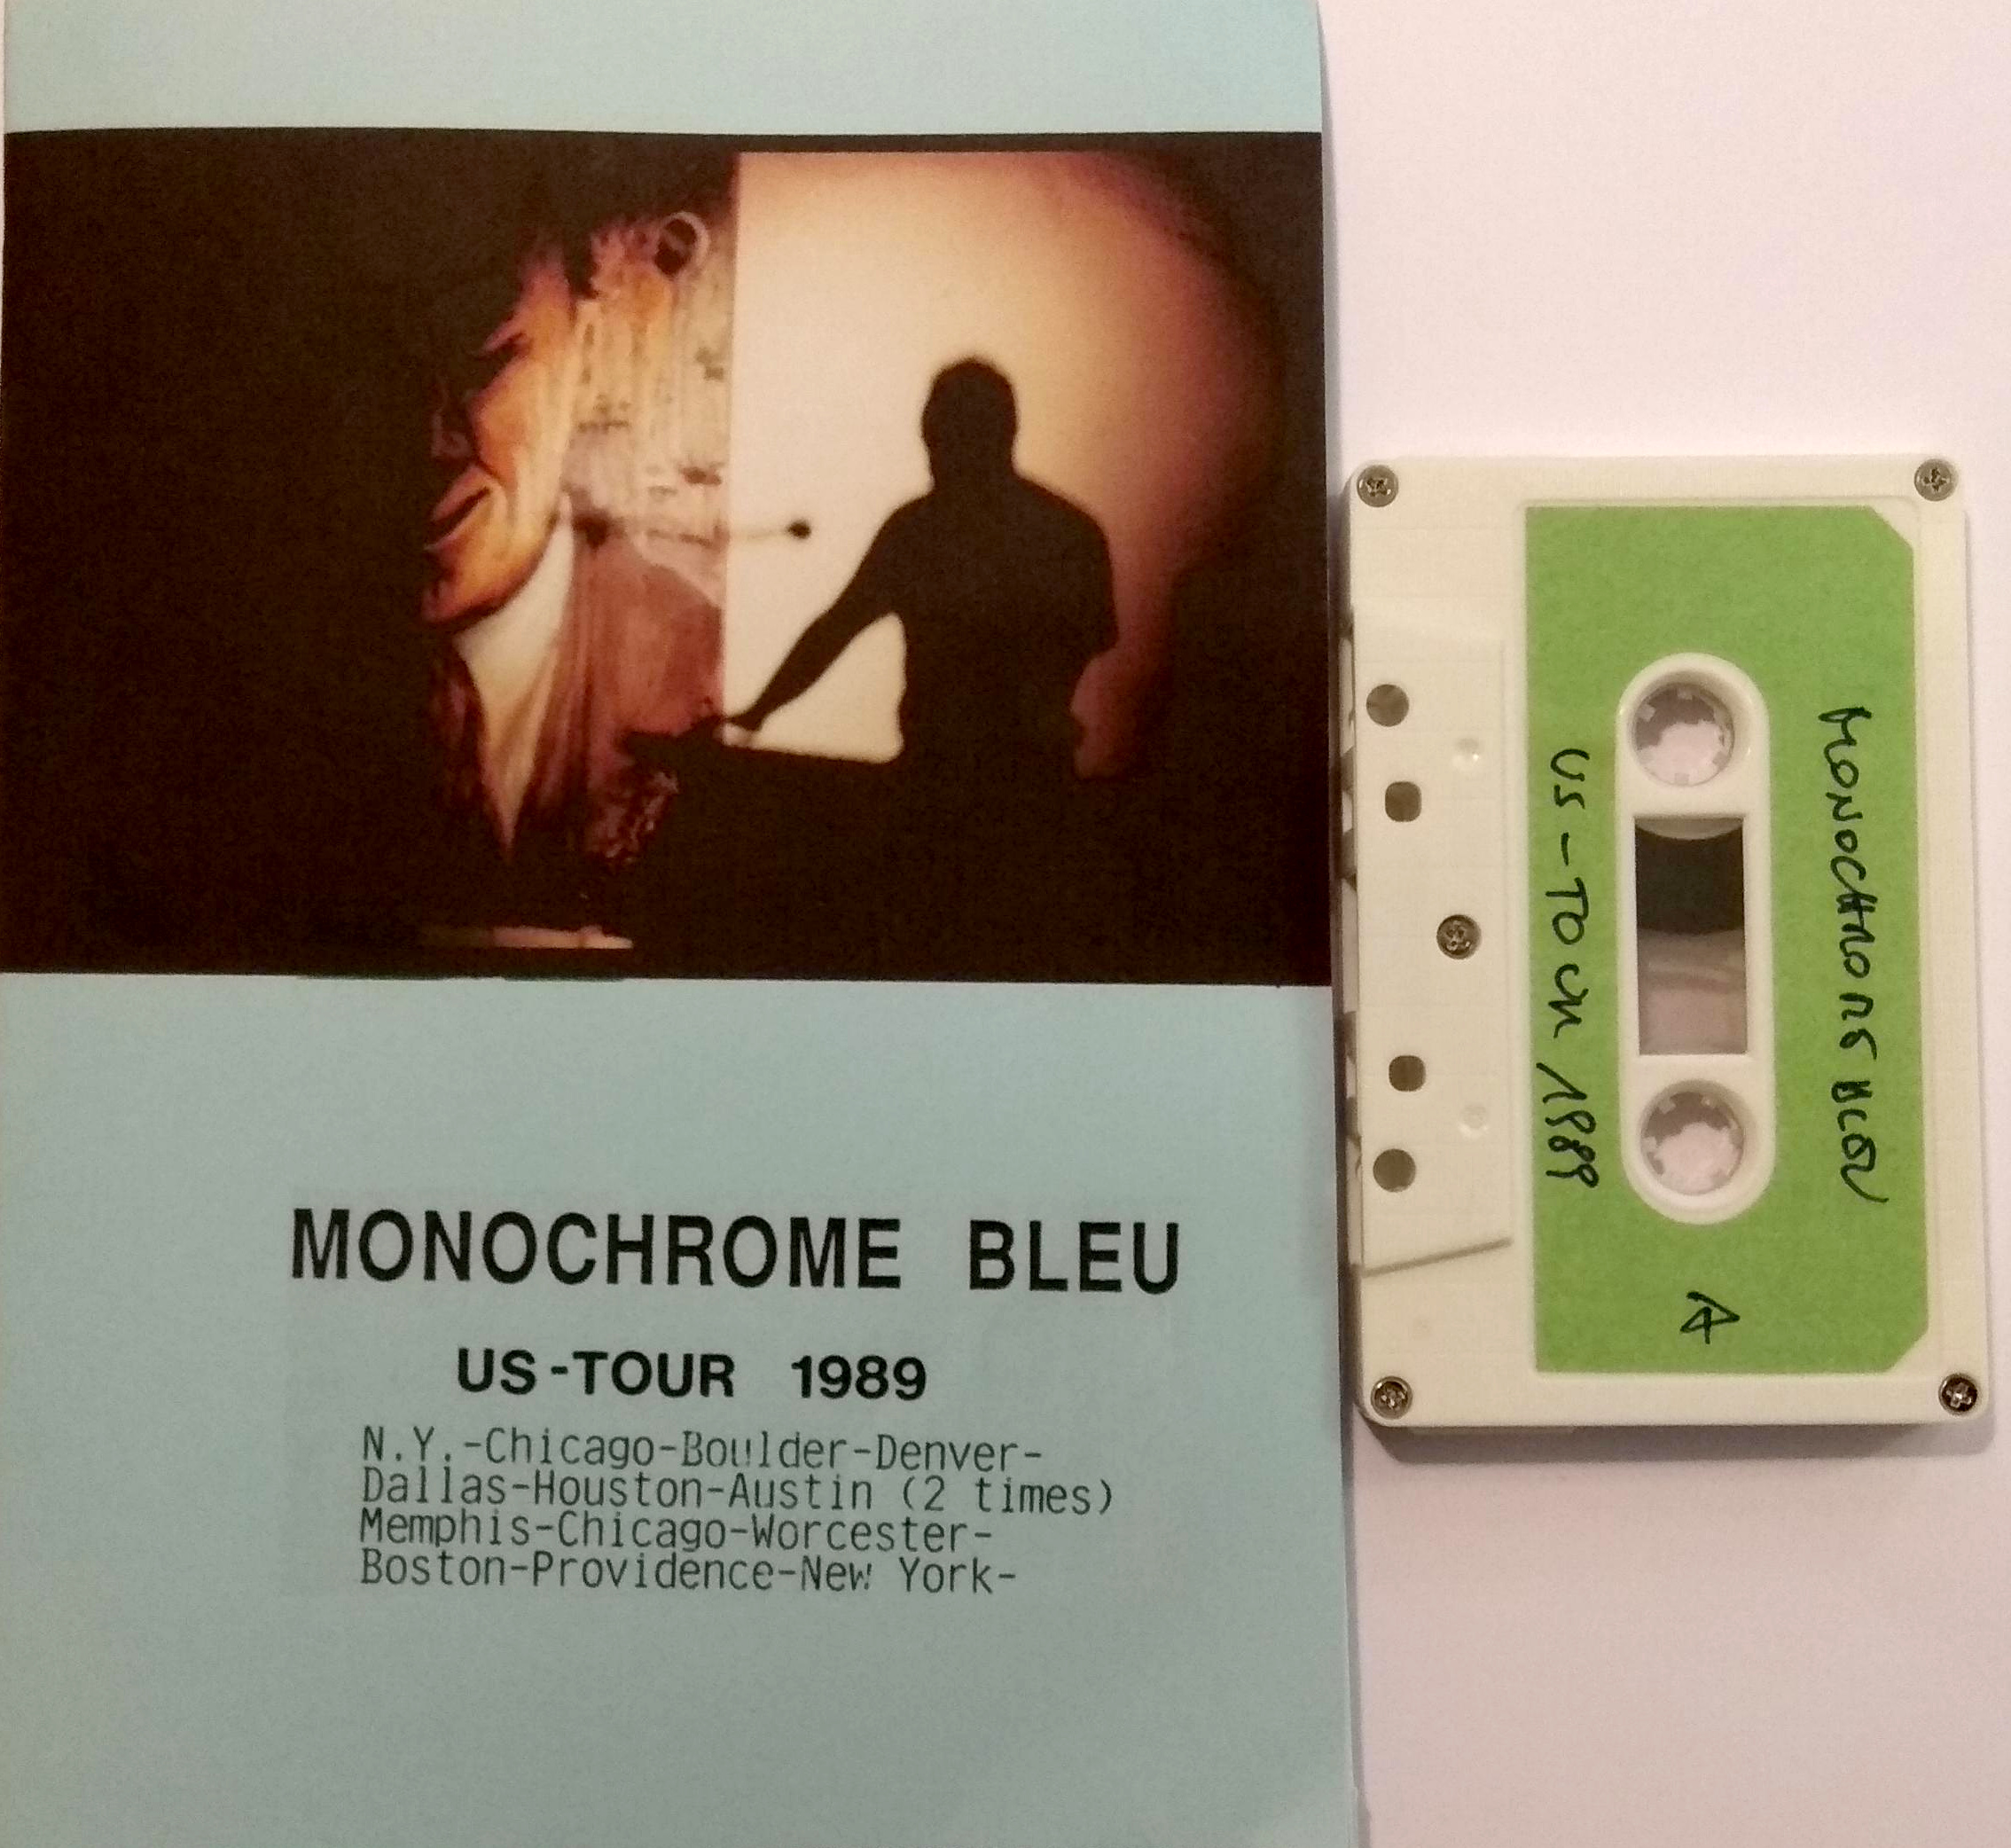 MONOCHROME BLEU
US-TOUR 1989
N.Y.-Chicago-Boulder-Denver-
Dallas-Houston-Austin (2 times)
Memphis-Chicago-Worcester-
Boston-Providence-New York-
MONOCHROME BLEU
US-TOUR 1989
A